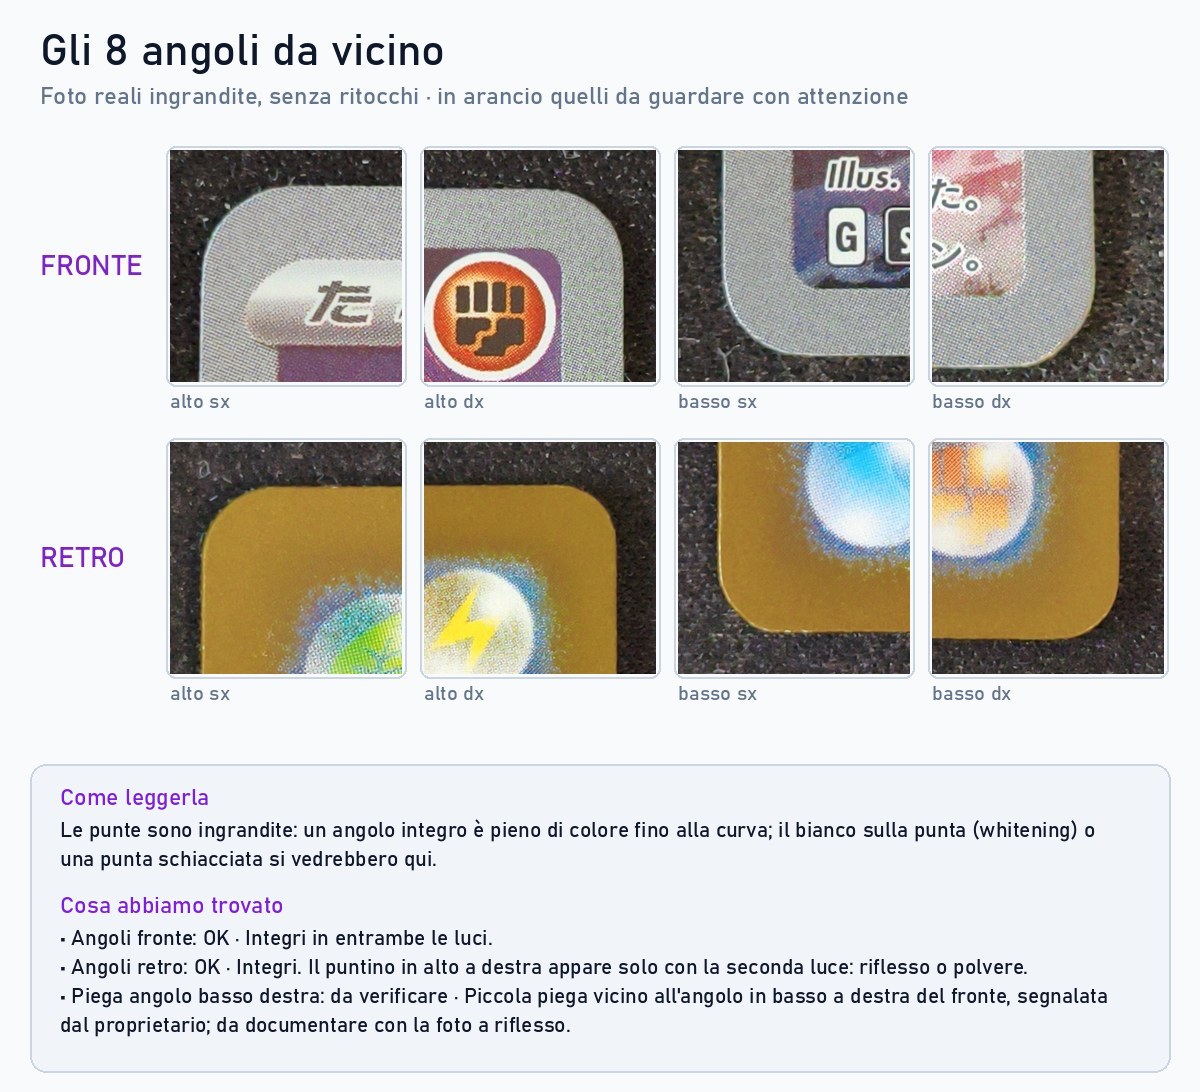 Gli 8 angoli da vicino
Foto reali ingrandite, senza ritocchi · in arancio quelli da guardare con attenzione
FRONTE
た
Illus.
G
た。
ン。
alto sx
alto dx
basso sx
basso dx
RETRO
alto sx
alto dx
basso sx
basso dx
Come leggerla
Le punte sono ingrandite: un angolo integro è pieno di colore fino alla curva; il bianco sulla punta (whitening) o
una punta schiacciata si vedrebbero qui.
Cosa abbiamo trovato
· Angoli fronte: OK · Integri in entrambe le luci.
· Angoli retro: OK · Integri. Il puntino in alto a destra appare solo con la seconda luce: riflesso o polvere.
· Piega angolo basso destra: da verificare · Piccola piega vicino all'angolo in basso a destra del fronte, segnalata
dal proprietario; da documentare con la foto a riflesso.